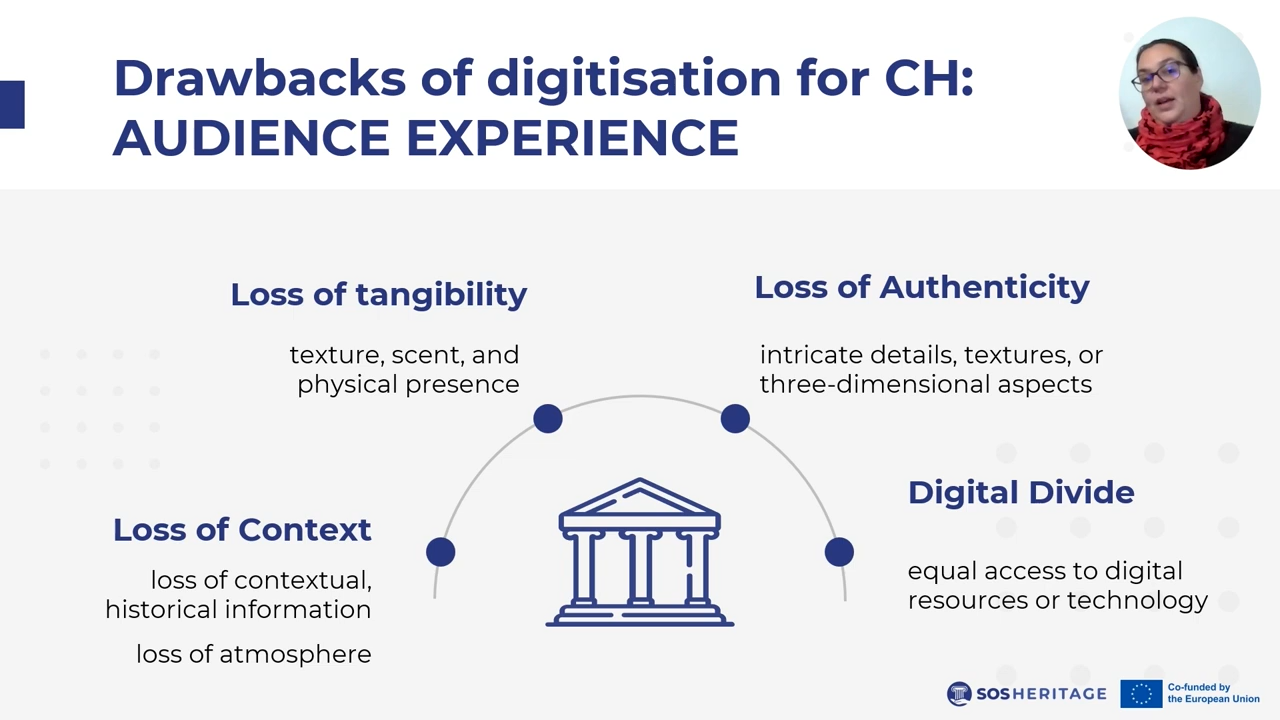 Drawbacks of digitisation for CH:
AUDIENCE EXPERIENCE
Loss of tangibility
texture, scent, and
physical presence
Loss of Authenticity
intricate details, textures, or
three-dimensional aspects
Loss of Context
loss of contextual,
historical information
loss of atmosphere
Digital Divide
equal access to digital
resources or technology
SOSHERITAGE
Co-funded by
the European Union